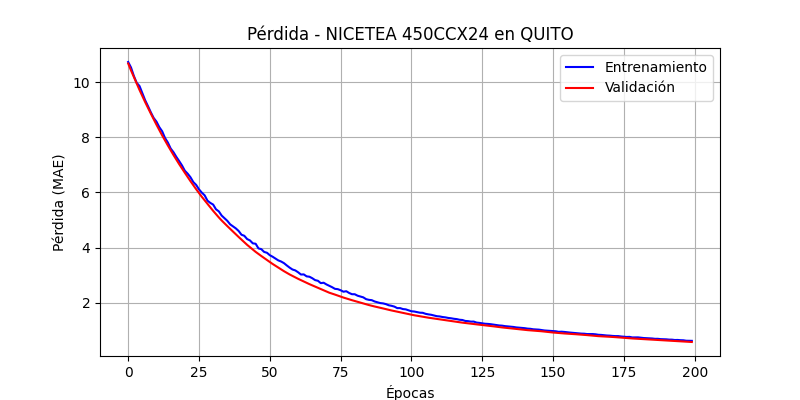 Pérdida - NICETEA 450CCX24 en QUITO
Entrenamiento
Validación
Pérdida (MAE)
10
8
6
4
2
0 25 50 75 100 125 150 175 200
Épocas